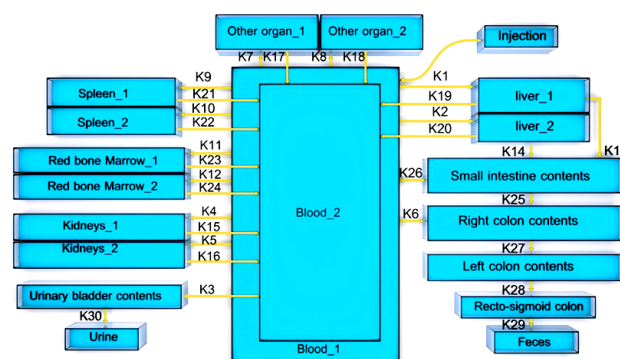 Other organ_1
Other organ_2
Injection
K7
K17
K8
K18
K9
K1
Spleen_1
K21
K19
liver_1
K10
K2
Spleen_2
K22
K20
liver_2
K11
K14
K1
Red bone Marrow_1
K23
K26
Small intestine contents
K12
Red bone Marrow_2
K24
K25
Blood_2
K4
K6
Right colon contents
Kidneys_1
K15
K5
K27
Kidneys_2
K16
Left colon contents
K3
K28
Urinary bladder contents
Recto-sigmoid colon
K30
K29
Urine
Blood_1
Feces